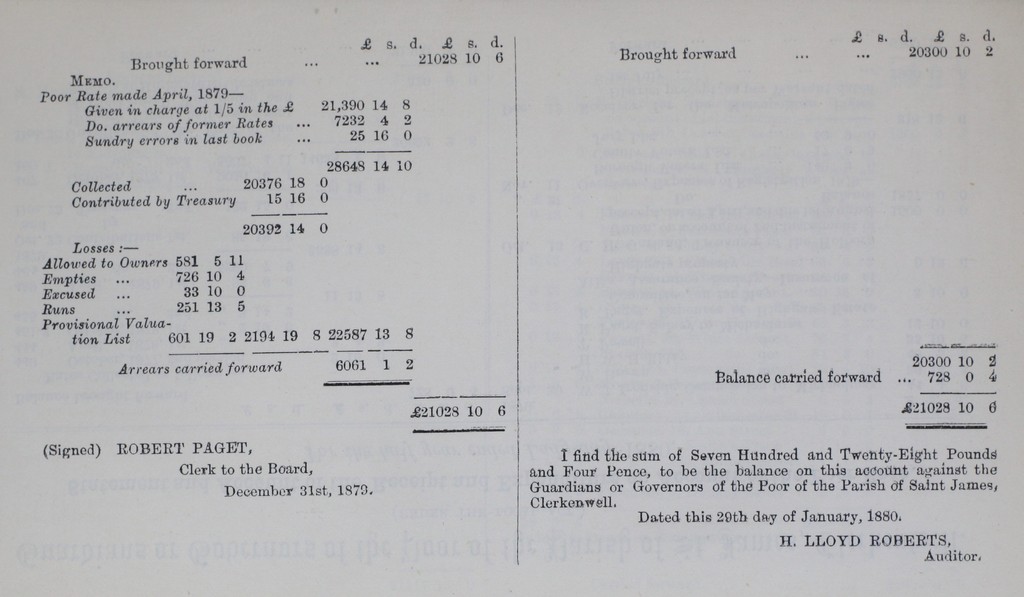 £ s. d. £ s. d.
Brought forward ... ... 21028 10 6
MEMO.
Poor Rate made April, 1879—
Given in charge at 1/5 in the £ 21,390 14 8
Do. arrears of former Rates ... 7232 4 2
Sundry errors in last book ... 25 16 0
28648 14 10
Collected ... 20376 18 0
Contributed by Treasury 15 16 0
20392 14 0
Losses :—
Allowed to Owners 581 5 11
Empties ... 726 10 4
Excused ... 33 10 0
Runs ... 251 13 5
Provisional Valua-
tion List 601 19 2 2194 19 8 22587 13 8
Arrears carried forward 6061 1 2
£21028 10 6
(Signed) ROBERT PAGET,
Clerk to the Board,
December 31st, 1879.
£ s. d. £ s. d.
Brought forward ... ... 20300 10 2
20300 10 2
Balance carried forward ... 728 0 4
£21028 10 6
I find the sum of Seven Hundred and Twenty-Eight Pounds
and Four Pence, to be the balance on this account against the
Guardians or Governors of the Poor of the Parish of Saint James,
Clerkenwell.
Dated this 29th day of January, 1880.
H. LLOYD ROBERTS,
Auditor.